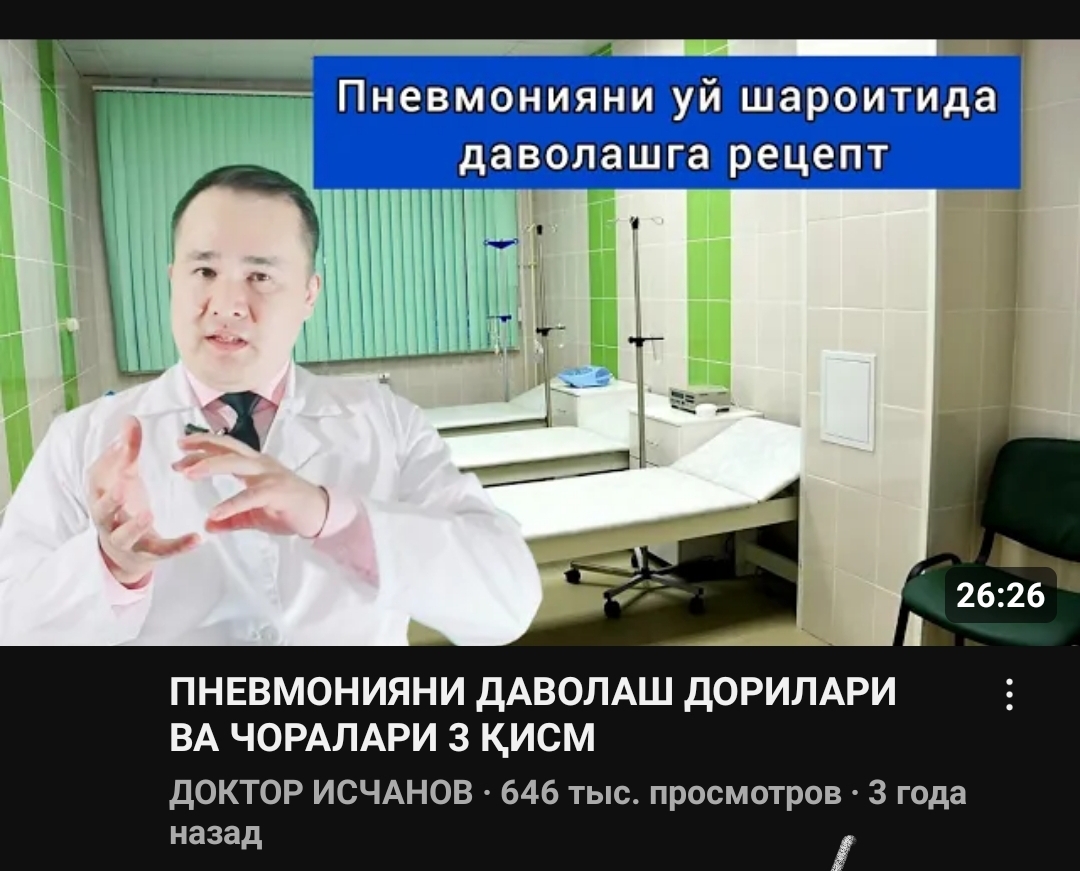 Пневмонияни уй шароитида
даволашга рецепт
26:26
ПНЕВМОНИЯНИ ДАВОЛАШ ДОРИЛАРИ
ВА ЧОРАЛАРИ 3 ҚИСМ
ДОКТОР ИСЧАНОВ · 646 тыс. просмотров · 3 года
назад